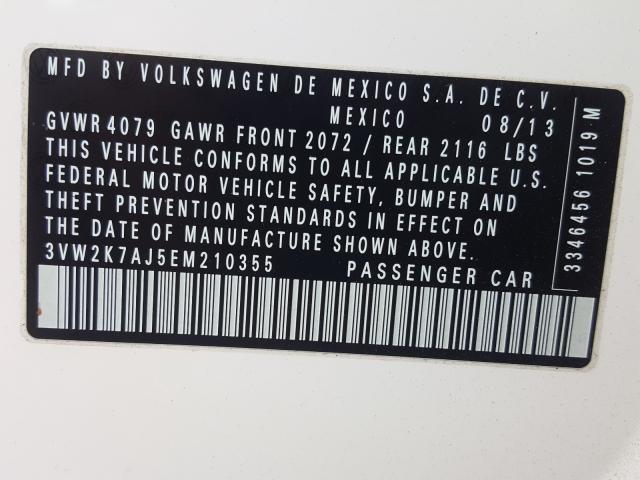 MFD BY VOLKSWAGEN DE MEXICO S.A. DE C.V.
MEXICO 08/13
GVWR 4079 GAWR FRONT 2072 / REAR 2116 LBS
THIS VEHICLE CONFORMS TO ALL APPLICABLE U.S.
FEDERAL MOTOR VEHICLE SAFETY, BUMPER AND
THEFT PREVENTION STANDARDS IN EFFECT ON
THE DATE OF MANUFACTURE SHOWN ABOVE.
3VW2K7AJ5EM210355 PASSENGER CAR
3346456 1019 M